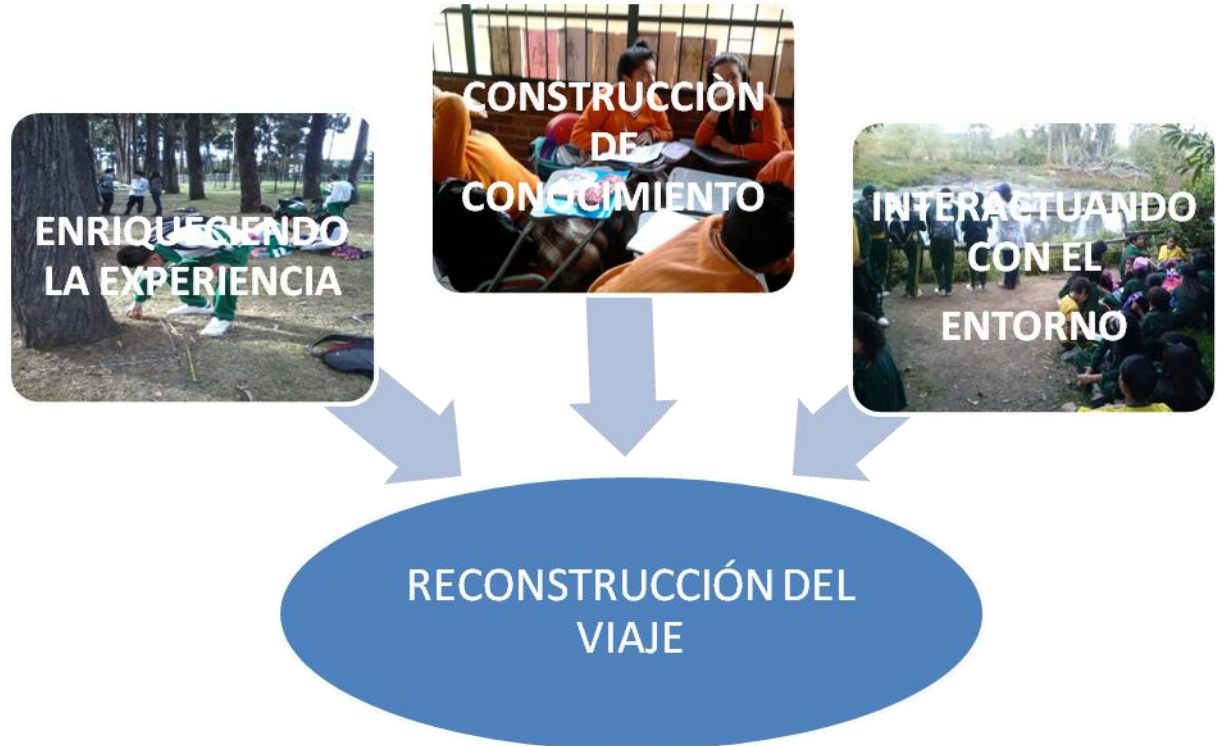 ENRIQUECIENDO
LA EXPERIENCIA
CONSTRUCCIÒN
DE
CONOCIMIENTO
INTERACTUANDO
CON EL
ENTORNO
RECONSTRUCCIÓN DEL
VIAJE